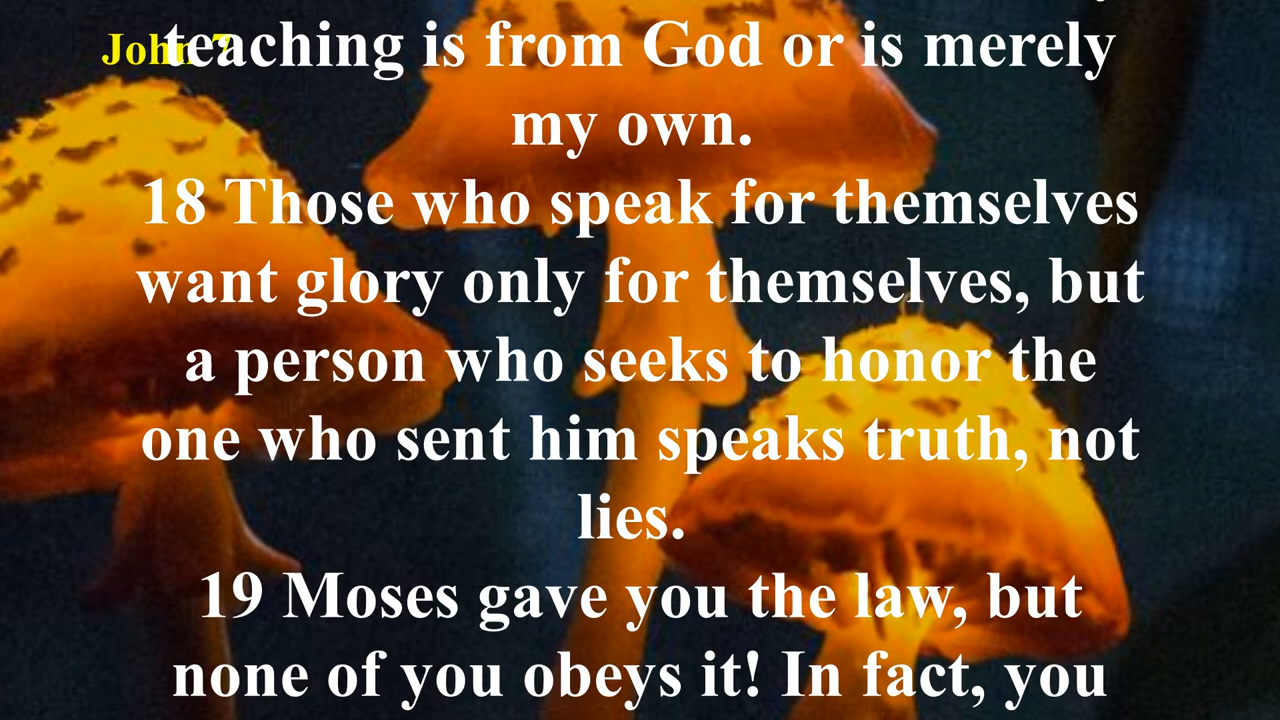 John 7
teaching is from God or is merely
my own.
18 Those who speak for themselves
want glory only for themselves, but
a person who seeks to honor the
one who sent him speaks truth, not
lies.
19 Moses gave you the law, but
none of you obeys it! In fact, you